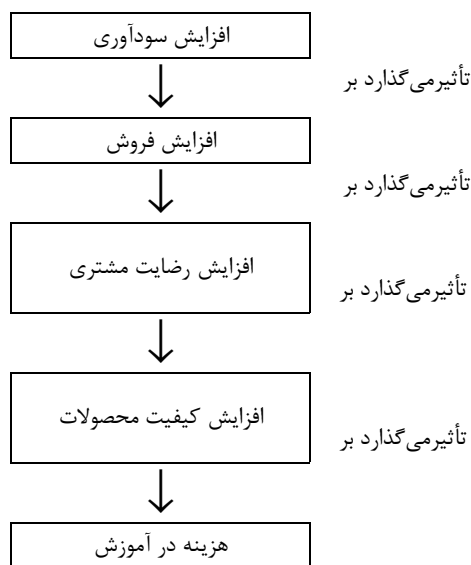 افزایش سودآوری
تأثیرمی‌گذارد بر
افزایش فروش
تأثیرمی‌گذارد بر
افزایش رضایت مشتری
تأثیرمی‌گذارد بر
افزایش کیفیت محصولات
تأثیرمی‌گذارد بر
هزینه در آموزش